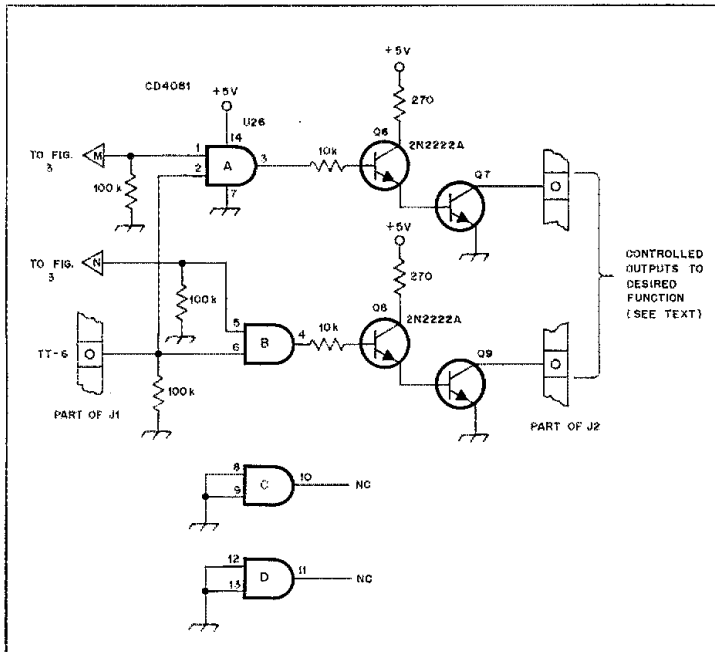 CD4081
+5V
U26
14
TO FIG.
3
M
1
2
A
3
7
100k
10k
+5V
270
Q6
2N2222A
Q7
TO FIG.
3
N
100k
5
6
B
4
10k
+5V
270
Q8
2N2222A
Q9
TT-6
PART OF J1
100k
CONTROLLED
OUTPUTS TO
DESIRED
FUNCTION
(SEE TEXT)
PART OF J2
8
9
C
10
NC
12
13
D
11
NC